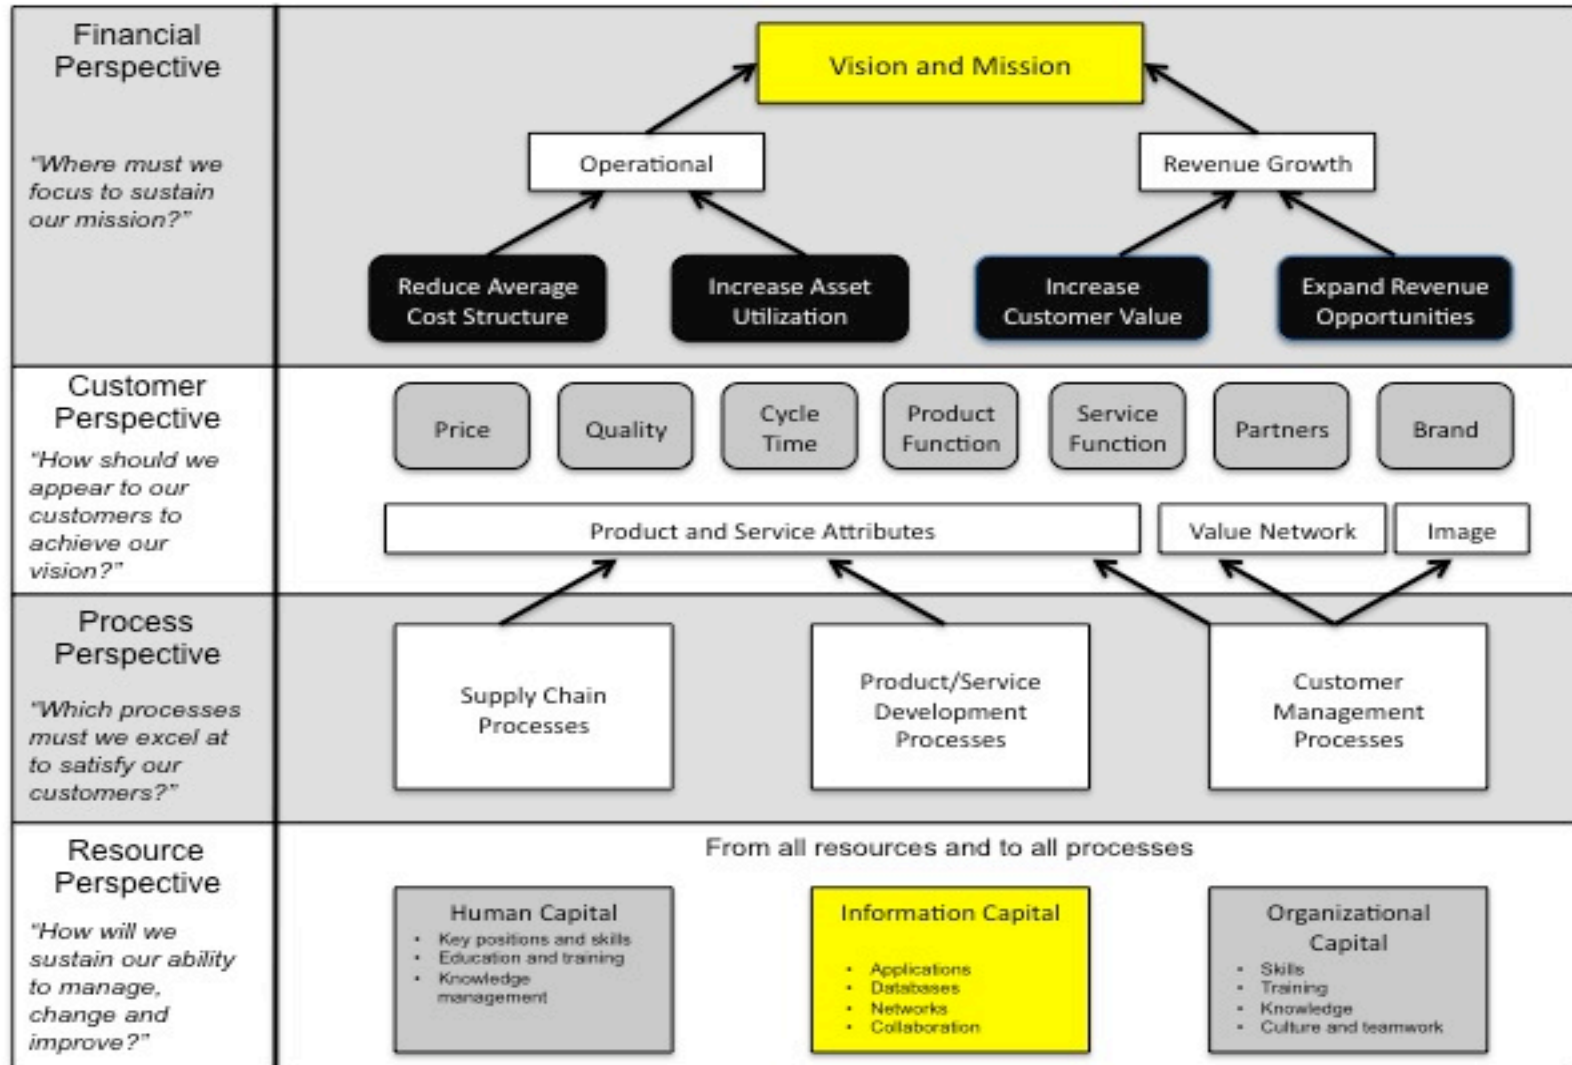 Financial
Perspective
“Where must we
focus to sustain
our mission?”
Vision and Mission
Operational
Revenue Growth
Reduce Average
Cost Structure
Increase Asset
Utilization
Increase
Customer Value
Expand Revenue
Opportunities
Customer
Perspective
“How should we
appear to our
customers to
achieve our
vision?”
Price
Quality
Cycle
Time
Product
Function
Service
Function
Partners
Brand
Product and Service Attributes
Value Network
Image
Process
Perspective
“Which processes
must we excel at
to satisfy our
customers?”
Supply Chain
Processes
Product/Service
Development
Processes
Customer
Management
Processes
Resource
Perspective
“How will we
sustain our ability
to manage,
change and
improve?”
From all resources and to all processes
Human Capital
• Key positions and skills
• Education and training
• Knowledge
management
Information Capital
• Applications
• Databases
• Networks
• Collaboration
Organizational
Capital
• Skills
• Training
• Knowledge
• Culture and teamwork